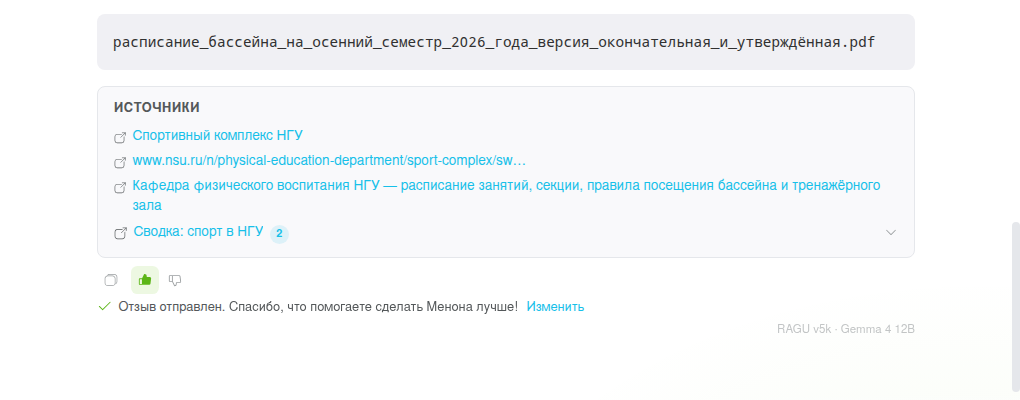 расписание_бассейна_на_осенний_семестр_2026_года_версия_окончательная_и_утверждённая.pdf
ИСТОЧНИКИ
Спортивный комплекс НГУ
www.nsu.ru/n/physical-education-department/sport-complex/sw…
Кафедра физического воспитания НГУ — расписание занятий, секции, правила посещения бассейна и тренажёрного
зала
Сводка: спорт в НГУ 2
Отзыв отправлен. Спасибо, что помогаете сделать Менона лучше! Изменить
RAGU v5k · Gemma 4 12B